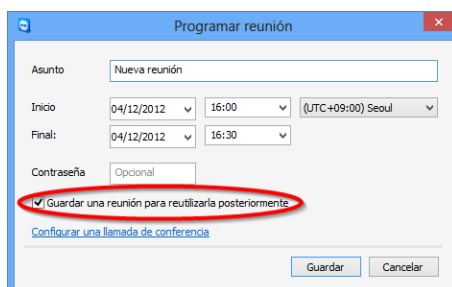 Programar reunión
Asunto Nueva reunión
Inicio 04/12/2012 16:00 (UTC+09:00) Seoul
Final: 04/12/2012 16:30
Contraseña Opcional
Guardar una reunión para reutilizarla posteriormente
Configurar una llamada de conferencia
Guardar Cancelar